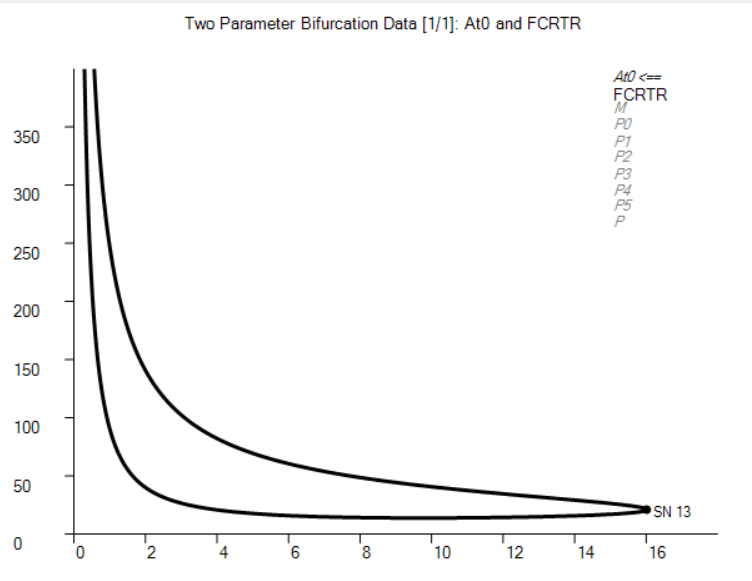 Two Parameter Bifurcation Data [1/1]: At0 and FCRTR
At0 <==
FCRTR
M
P0
P1
P2
P3
P4
P5
P
350
300
250
200
150
100
50
0
SN 13
0 2 4 6 8 10 12 14 16